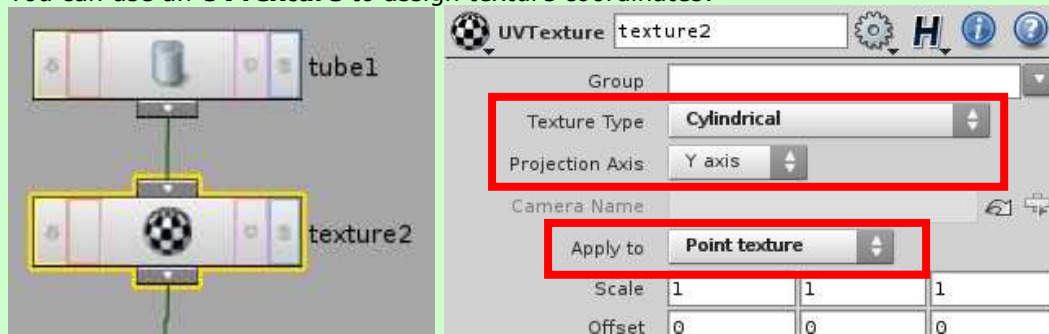 You can use an UVTexture to assign texture coordinates.
tube1
texture2
UVTexture texture2
Group
Texture Type Cylindrical
Projection Axis Y axis
Camera Name
Apply to Point texture
Scale 1 1 1
Offset 0 0 0